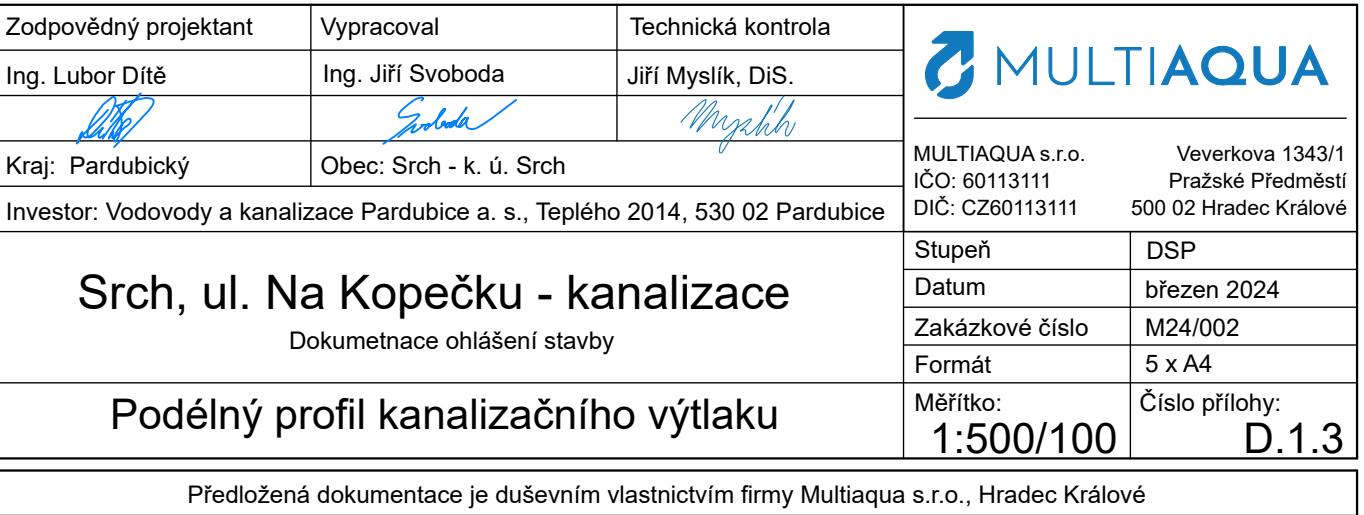 Zodpovědný projektant
Vypracoval
Technická kontrola
Ing. Lubor Dítě
Ing. Jiří Svoboda
Jiří Myslík, DiS.
Svoboda
Myslík
Kraj: Pardubický
Obec: Srch - k. ú. Srch
Investor: Vodovody a kanalizace Pardubice a. s., Teplého 2014, 530 02 Pardubice
MULTIAQUA
MULTIAQUA s.r.o.
IČO: 60113111
DIČ: CZ60113111
Veverkova 1343/1
Pražské Předměstí
500 02 Hradec Králové
Srch, ul. Na Kopečku - kanalizace
Dokumetnace ohlášení stavby
Stupeň
DSP
Datum
březen 2024
Zakázkové číslo
M24/002
Formát
5 x A4
Podélný profil kanalizačního výtlaku
Měřítko:
1:500/100
Číslo přílohy:
D.1.3
Předložená dokumentace je duševním vlastnictvím firmy Multiaqua s.r.o., Hradec Králové